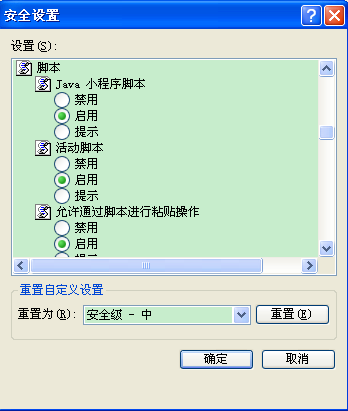 安全设置
设置(S):
脚本
Java 小程序脚本
禁用
启用
提示
活动脚本
禁用
启用
提示
允许通过脚本进行粘贴操作
禁用
启用
重置自定义设置
重置为(R): 安全级 - 中 重置(E)
确定 取消